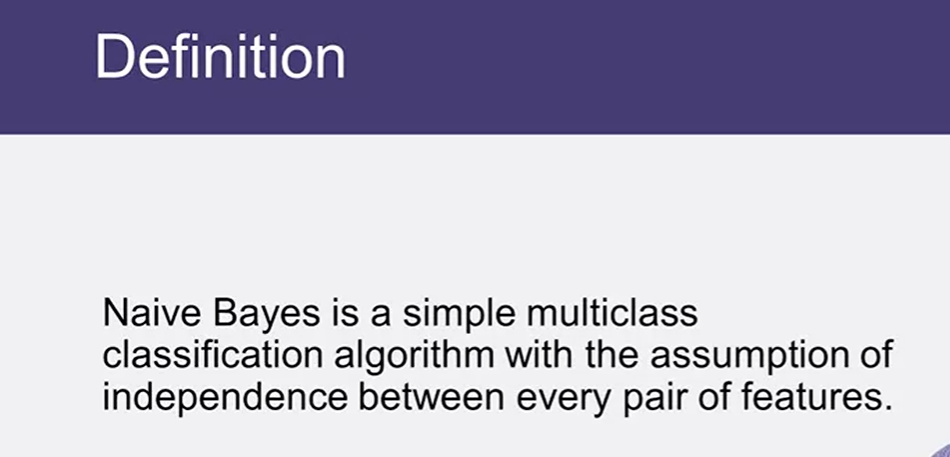 Definition
Naive Bayes is a simple multiclass
classification algorithm with the assumption of
independence between every pair of features.